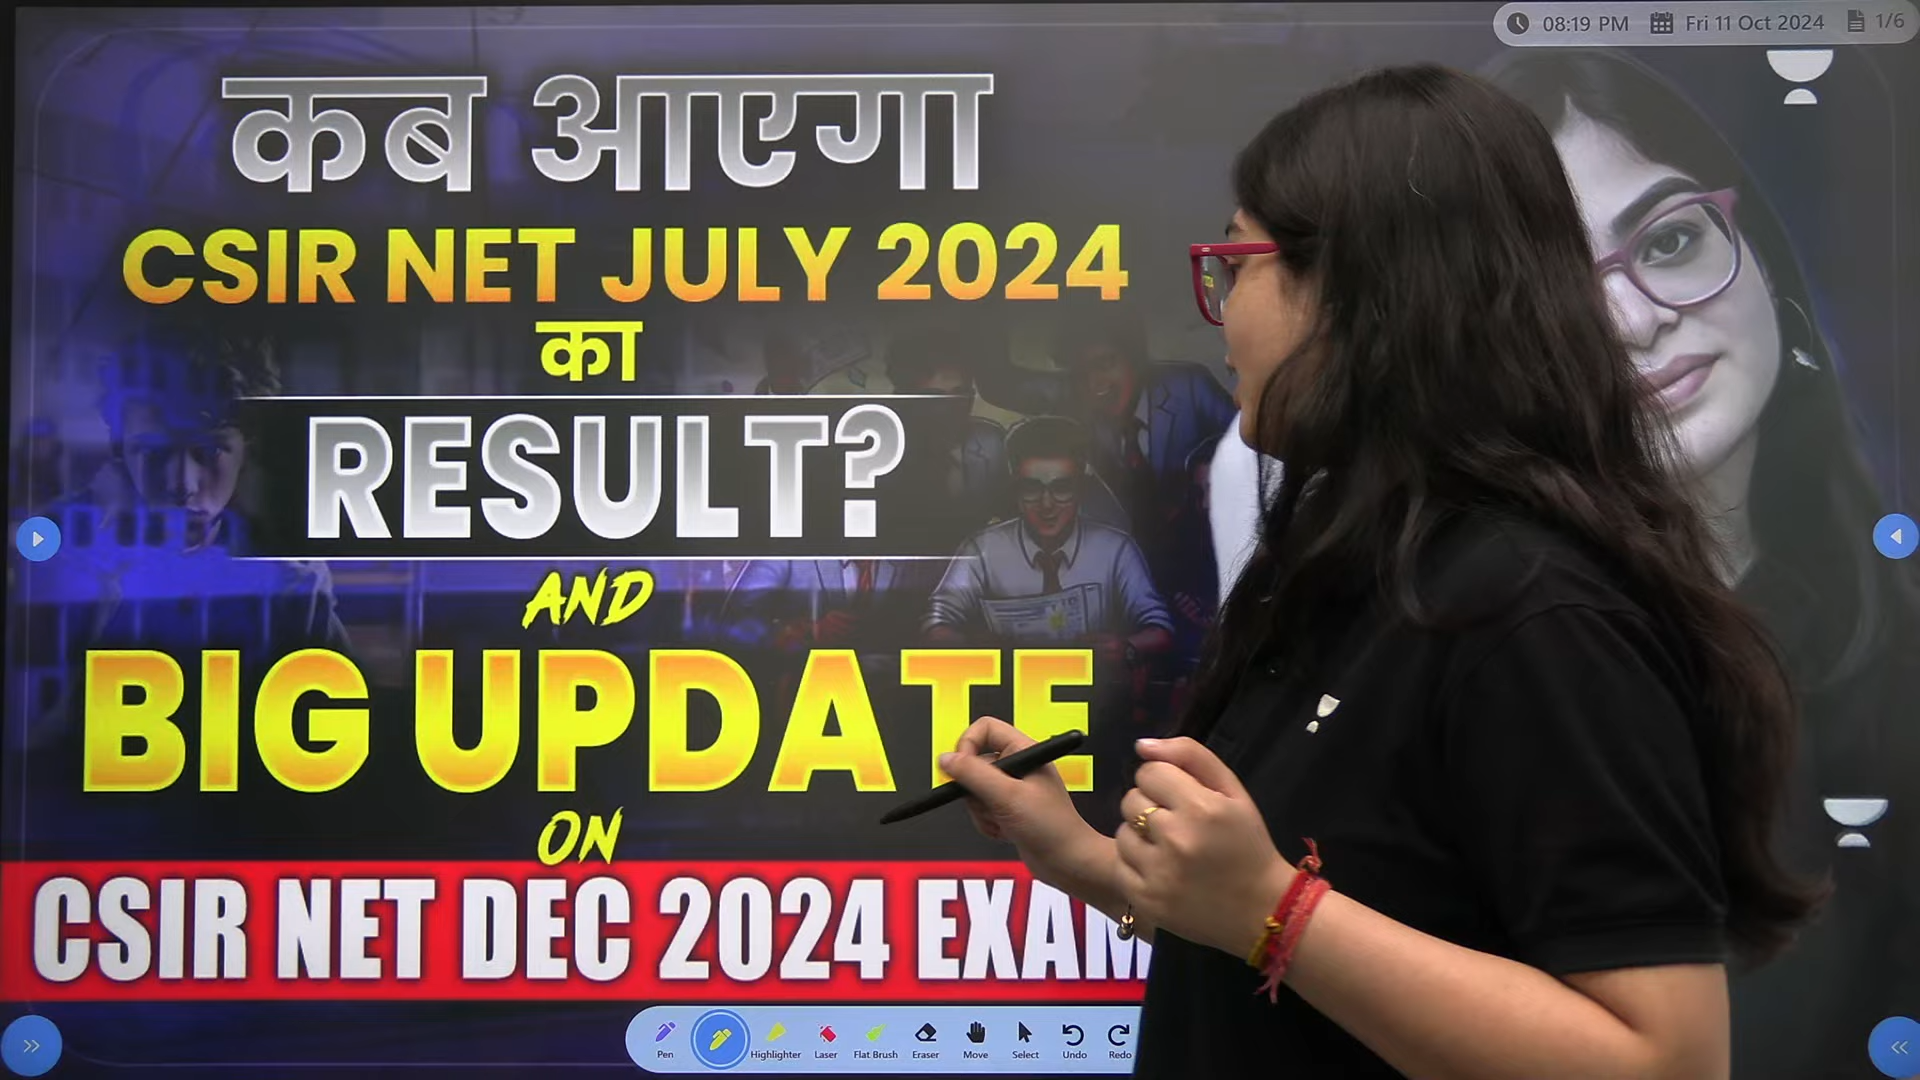 08:19 PM Fri 11 Oct 2024 1/6
कब आएगा
CSIR NET JULY 2024
का
RESULT?
AND
BIG UPDATE
ON
CSIR NET DEC 2024 EXAM
Pen Highlighter Laser Flat Brush Eraser Move Select Undo Redo